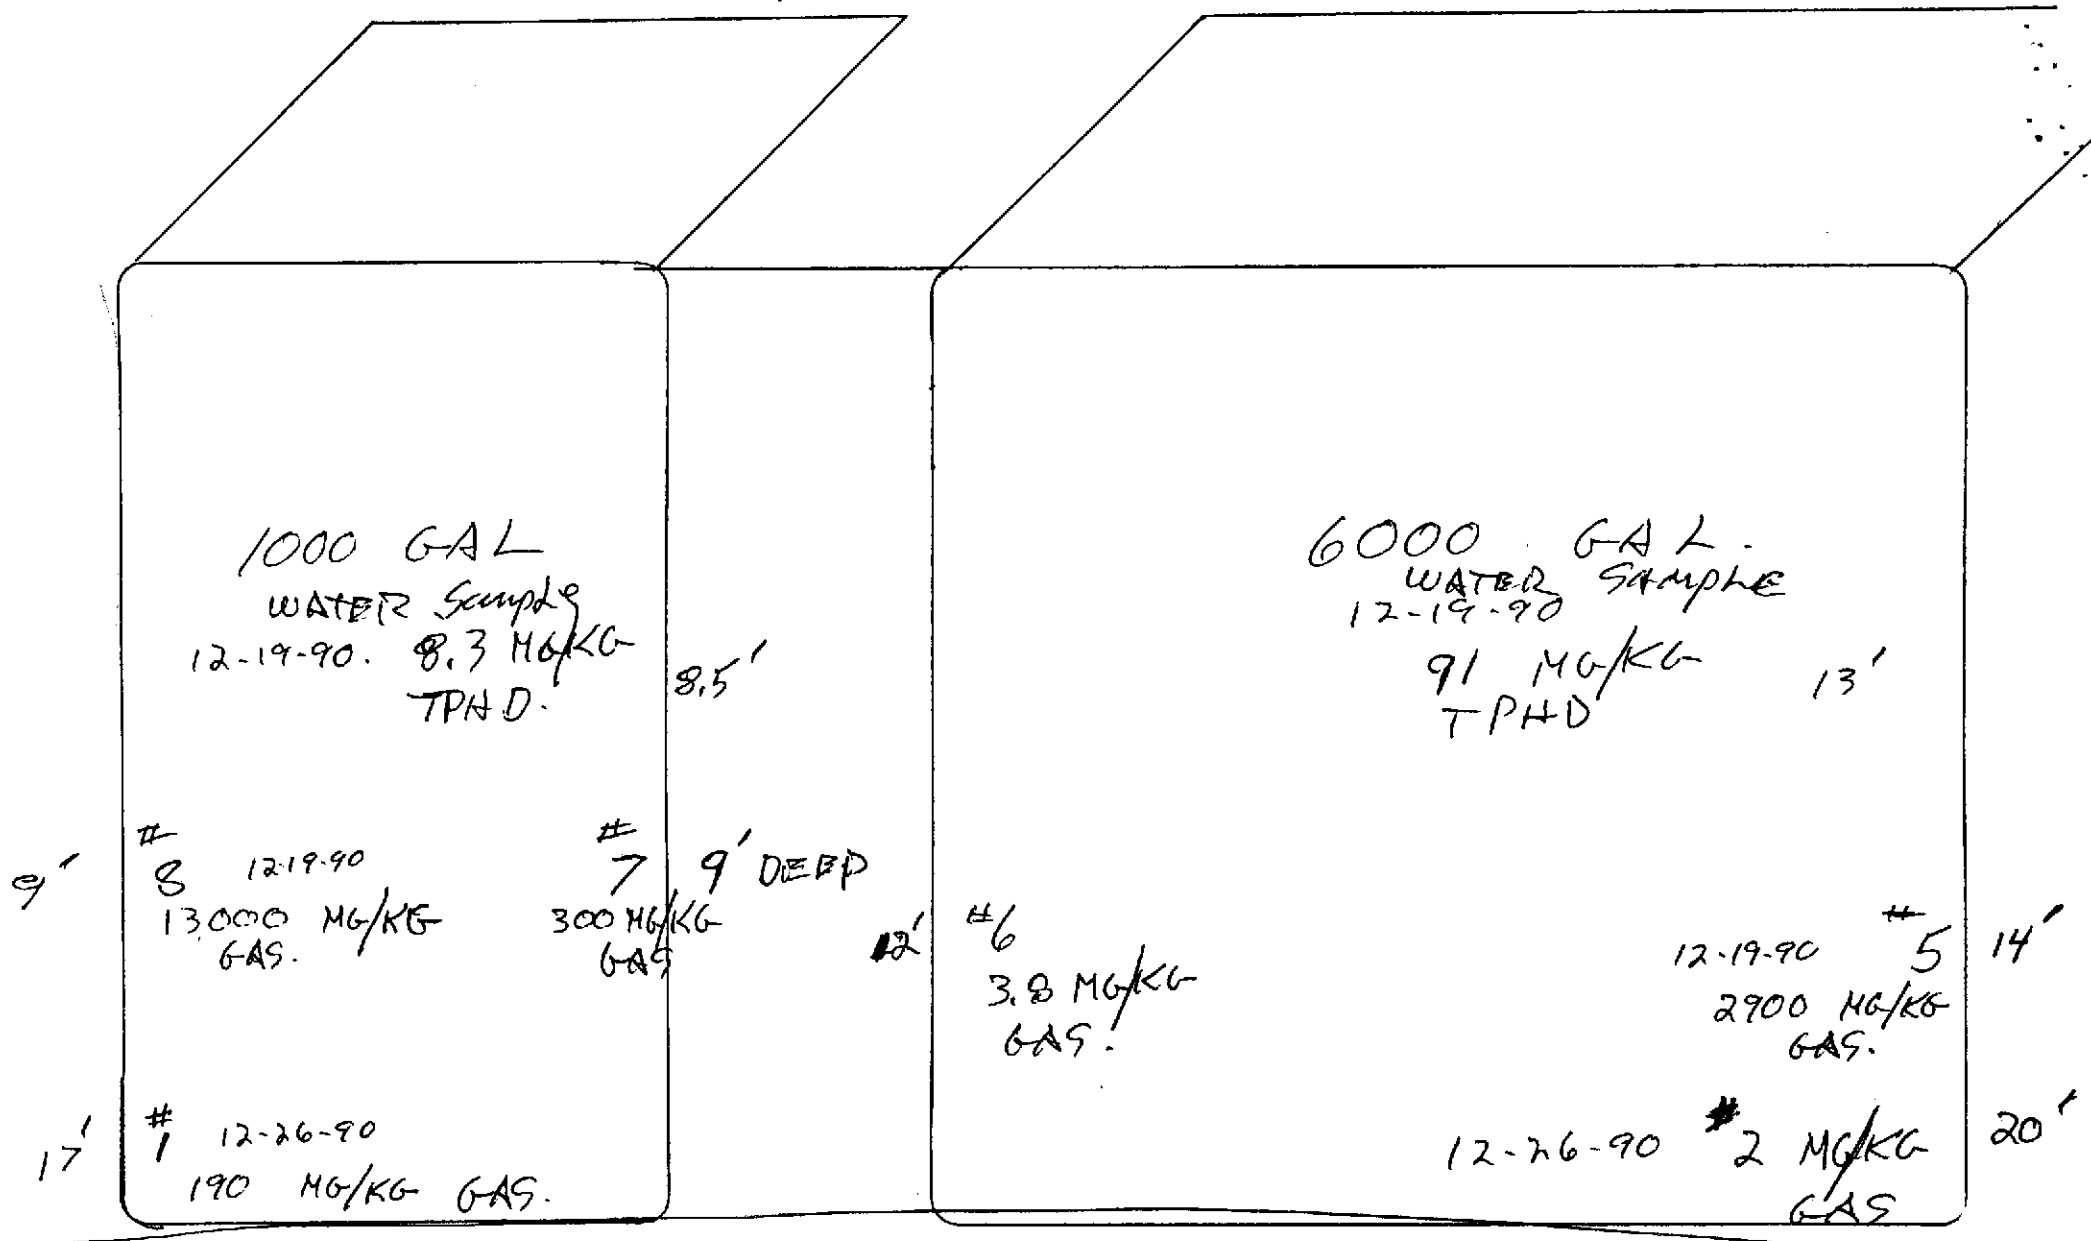 1000 GAL
WATER Sample
12-19-90. 8.3 MG/KG
TPHD.
8.5'
6000 GAL.
WATER SAMPLE
12-19-90
91 MG/KG
TPHD
13'
9'
#
8 12-19-90
13,000 MG/KG
GAS.
#
7 9' DEEP
300 MG/KG
GAS
12'
#6
3.8 MG/KG
GAS.
#
12-19-90 5 14'
2900 MG/KG
GAS.
17'
#
1 12-26-90
190 MG/KG GAS.
12-26-90 #2 MG/KG 20'
GAS